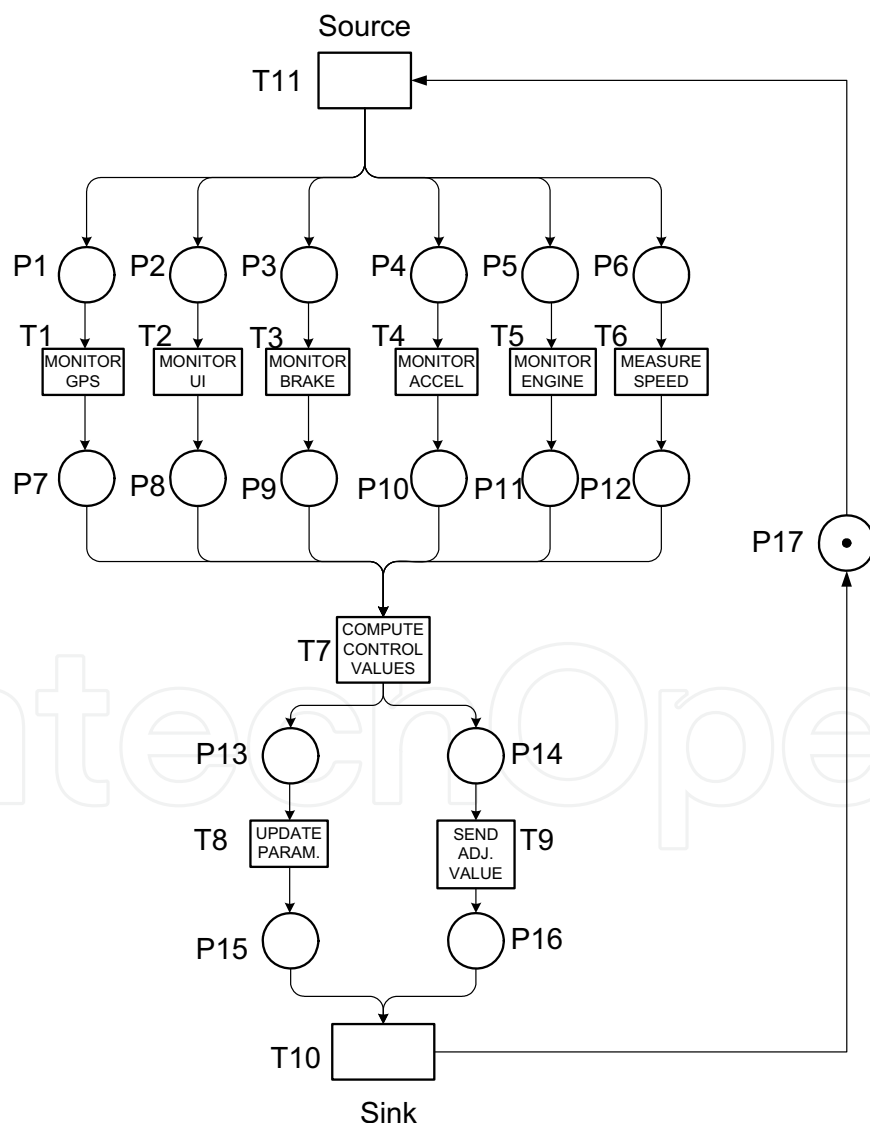 Source
T11
P1
P2
P3
P4
P5
P6
T1
T2
T3
T4
T5
T6
MONITOR
GPS
MONITOR
UI
MONITOR
BRAKE
MONITOR
ACCEL
MONITOR
ENGINE
MEASURE
SPEED
P7
P8
P9
P10
P11
P12
P17
T7
COMPUTE
CONTROL
VALUES
P13
P14
T8
UPDATE
PARAM.
SEND
ADJ.
VALUE
T9
P15
P16
T10
Sink
ntechOpe